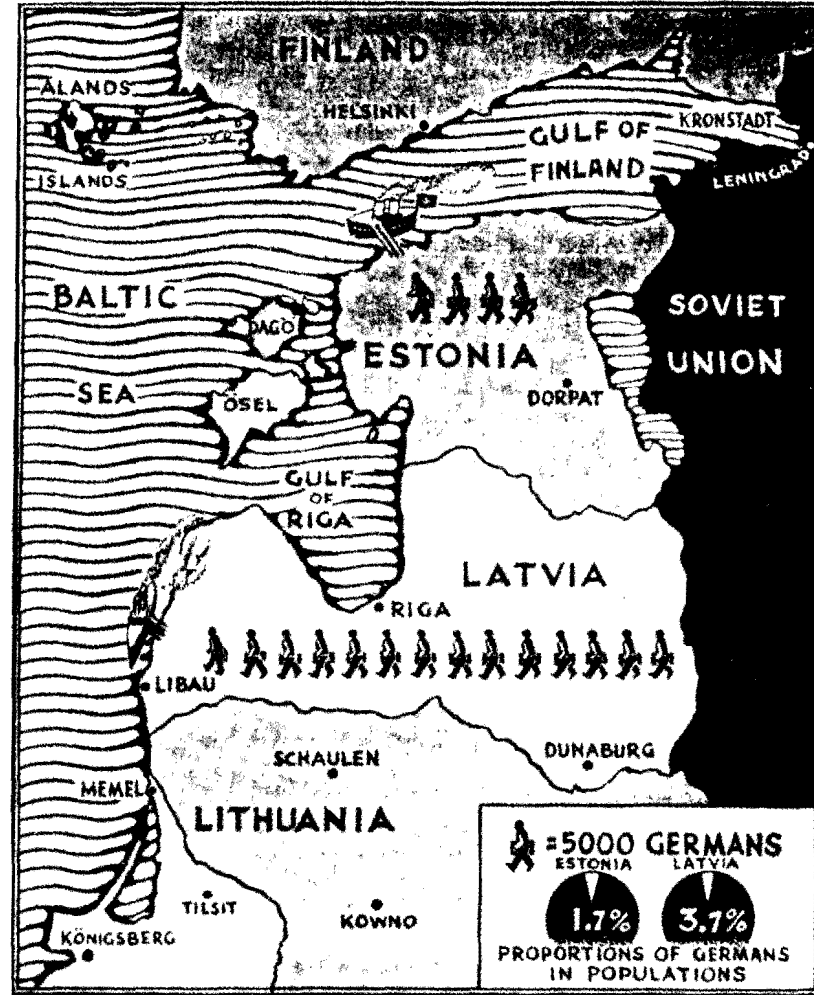 FINLAND
ÅLANDS
ISLANDS
HELSINKI
GULF OF
FINLAND
KRONSTADT
LENINGRAD
BALTIC
SEA
DAGO
ÖSEL
ESTONIA
DORPAT
SOVIET
UNION
GULF
OF
RIGA
LATVIA
RIGA
LIBAU
SCHAULEN
DUNABURG
MEMEL
LITHUANIA
TILSIT
KOWNO
KÖNIGSBERG
=5000 GERMANS
ESTONIA LATVIA
1.7% 3.7%
PROPORTIONS OF GERMANS
IN POPULATIONS